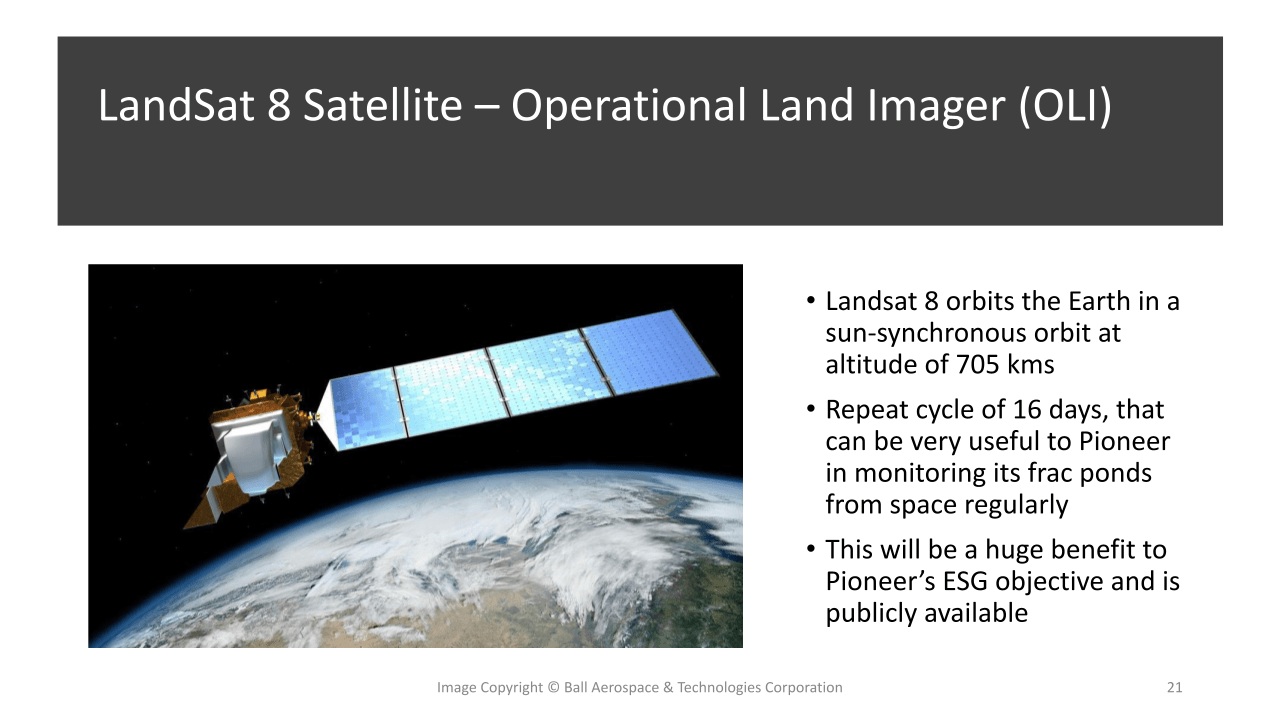 LandSat 8 Satellite – Operational Land Imager (OLI)
• Landsat 8 orbits the Earth in a
sun-synchronous orbit at
altitude of 705 kms
• Repeat cycle of 16 days, that
can be very useful to Pioneer
in monitoring its frac ponds
from space regularly
• This will be a huge benefit to
Pioneer’s ESG objective and is
publicly available
Image Copyright © Ball Aerospace & Technologies Corporation
21